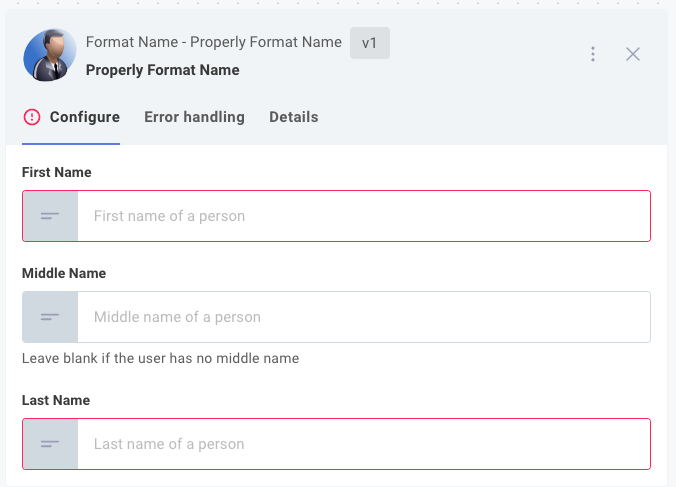 Format Name - Properly Format Name v1
Properly Format Name
Configure Error handling Details
First Name
First name of a person
Middle Name
Middle name of a person
Leave blank if the user has no middle name
Last Name
Last name of a person